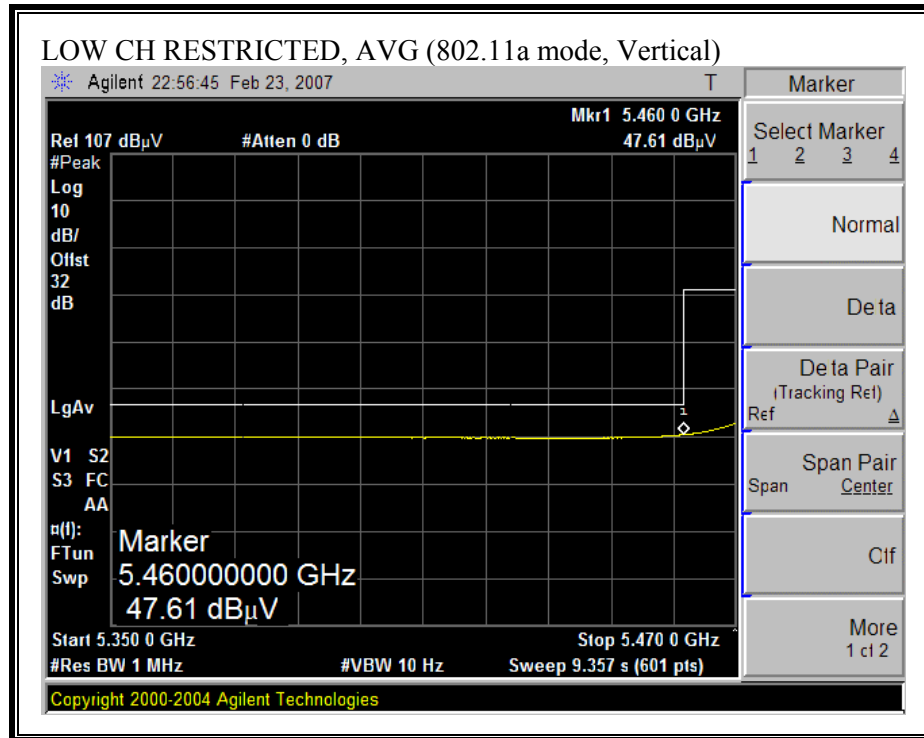 LOW CH RESTRICTED, AVG (802.11a mode, Vertical)
Agilent 22:56:45 Feb 23, 2007 T
Mkr1 5.460 0 GHz
Ref 107 dBµV #Atten 0 dB 47.61 dBµV
#Peak
Log
10
dB/
Offst
32
dB
LgAv
1
V1 S2
S3 FC
AA
¤(f):
FTun
Swp
Marker
5.460000000 GHz
47.61 dBµV
Start 5.350 0 GHz Stop 5.470 0 GHz
#Res BW 1 MHz #VBW 10 Hz Sweep 9.357 s (601 pts)
Copyright 2000-2004 Agilent Technologies
Marker
Select Marker
1 2 3 4
Normal
De ta
De ta Pair
(Tracking Ref)
Ref Δ
Span Pair
Span Center
Off
More
1 of 2